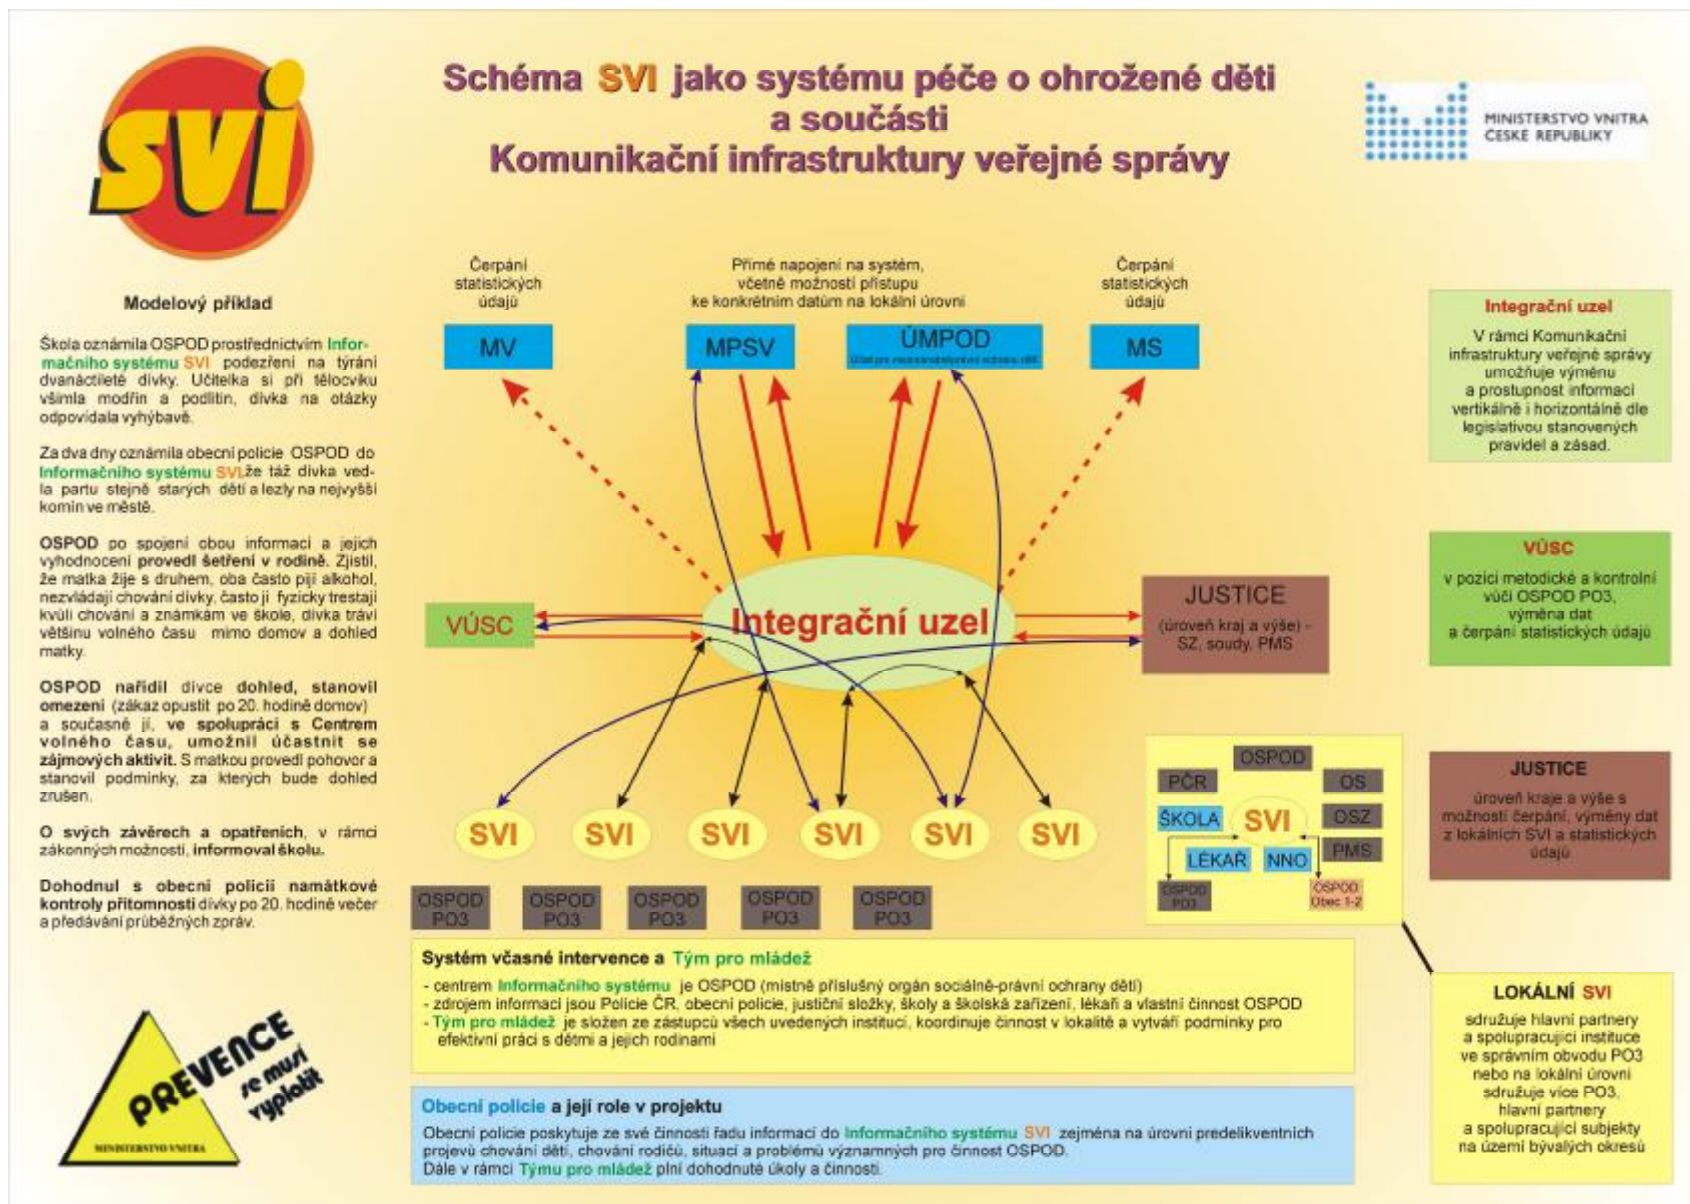 SVI
Schéma SVI jako systému péče o ohrožené děti
a součásti
Komunikační infrastruktury veřejné správy
MINISTERSTVO VNITRA
ČESKÉ REPUBLIKY
Modelový příklad
Škola oznámila OSPOD prostřednictvím Infor-
mačního systému SVI podezření na týrání
dvanáctileté dívky. Učitelka si při tělocviku
všimla modřin a podlitin, dívka na otázky
odpovídala vyhýbavě.
Za dva dny oznámila obecní policie OSPOD do
Informačního systému SVI,že táž dívka ved-
la partu stejně starých dětí a lezly na nejvyšší
komín ve městě.
OSPOD po spojení obou informací a jejich
vyhodnocení provedl šetření v rodině. Zjistil,
že matka žije s druhem, oba často pijí alkohol,
nezvládají chování dívky, často ji fyzicky trestají
kvůli chování a známkám ve škole, dívka tráví
většinu volného času mimo domov a dohled
matky.
OSPOD nařídil dívce dohled, stanovil
omezení (zákaz opustit po 20. hodině domov)
a současně jí, ve spolupráci s Centrem
volného času, umožnil účastnit se
zájmových aktivit. S matkou provedl pohovor a
stanovil podmínky, za kterých bude dohled
zrušen.
O svých závěrech a opatřeních, v rámci
zákonných možností, informoval školu.
Dohodnul s obecní policií namátkové
kontroly přítomnosti dívky po 20. hodině večer
a předávání průběžných zpráv.
PREVENCE
se musí
vyplatit
MINISTERSTVO VNITRA
Čerpání
statistických
údajů
MV
Přímé napojení na systém,
včetně možností přístupu
ke konkrétním datům na lokální úrovni
MPSV
ÚMPOD
Úřad pro mezinárodněprávní ochranu dětí
Čerpání
statistických
údajů
MS
VÚSC
Integrační uzel
JUSTICE
(úroveň kraj a výše) -
SZ, soudy, PMS
SVI
SVI
SVI
SVI
SVI
SVI
OSPOD
PO3
OSPOD
PO3
OSPOD
PO3
OSPOD
PO3
OSPOD
PO3
OSPOD
PČR
OS
ŠKOLA
SVI
OSZ
LÉKAŘ
NNO
PMS
OSPOD
PO3
OSPOD
Obec 1-2
Systém včasné intervence a Tým pro mládež
- centrem Informačního systému je OSPOD (místně příslušný orgán sociálně-právní ochrany dětí)
- zdrojem informací jsou Policie ČR, obecní policie, justiční složky, školy a školská zařízení, lékaři a vlastní činnost OSPOD
- Tým pro mládež je složen ze zástupců všech uvedených institucí, koordinuje činnost v lokalitě a vytváří podmínky pro
efektivní práci s dětmi a jejich rodinami
Obecní policie a její role v projektu
Obecní policie poskytuje ze své činnosti řadu informací do Informačního systému SVI zejména na úrovni predelikventních
projevů chování dětí, chování rodičů, situací a problémů významných pro činnost OSPOD.
Dále v rámci Týmu pro mládež plní dohodnuté úkoly a činnosti.
Integrační uzel
V rámci Komunikační
infrastruktury veřejné správy
umožňuje výměnu
a prostupnost informací
vertikálně i horizontálně dle
legislativou stanovených
pravidel a zásad.
VÚSC
v pozici metodické a kontrolní
vůči OSPOD PO3,
výměna dat
a čerpání statistických údajů
JUSTICE
úroveň kraje a výše s
možností čerpání, výměny dat
z lokálních SVI a statistických
údajů
LOKÁLNÍ SVI
sdružuje hlavní partnery
a spolupracující instituce
ve správním obvodu PO3
nebo na lokální úrovni
sdružuje více PO3,
hlavní partnery
a spolupracující subjekty
na území bývalých okresů